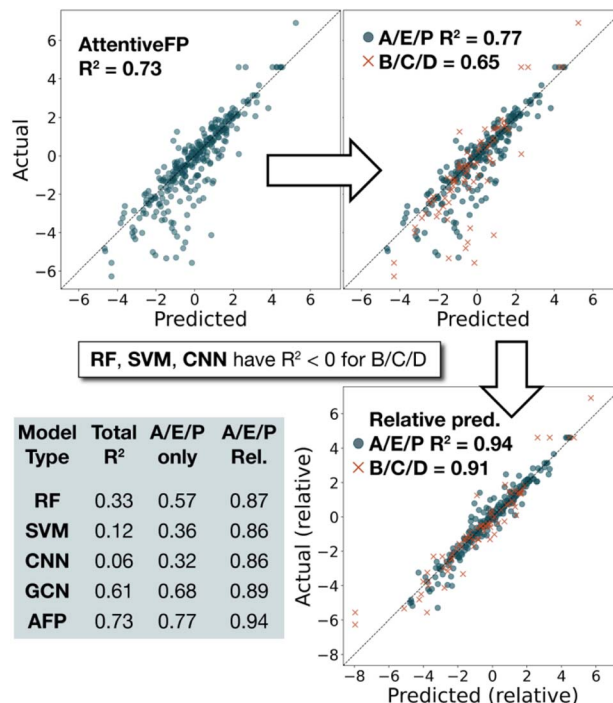 AttentiveFP
R² = 0.73
A/E/P R² = 0.77
B/C/D = 0.65
Actual
6
4
2
0
−2
−4
−6
−6 −4 −2 0 2 4 6
Predicted
−6 −4 −2 0 2 4 6
Predicted
RF, SVM, CNN have R² < 0 for B/C/D
Model Total A/E/P A/E/P
Type R² only Rel.
RF 0.33 0.57 0.87
SVM 0.12 0.36 0.86
CNN 0.06 0.32 0.86
GCN 0.61 0.68 0.89
AFP 0.73 0.77 0.94
Relative pred.
A/E/P R² = 0.94
B/C/D = 0.91
Actual (relative)
6
4
2
0
−2
−4
−6
−8
−8 −6 −4 −2 0 2 4 6
Predicted (relative)